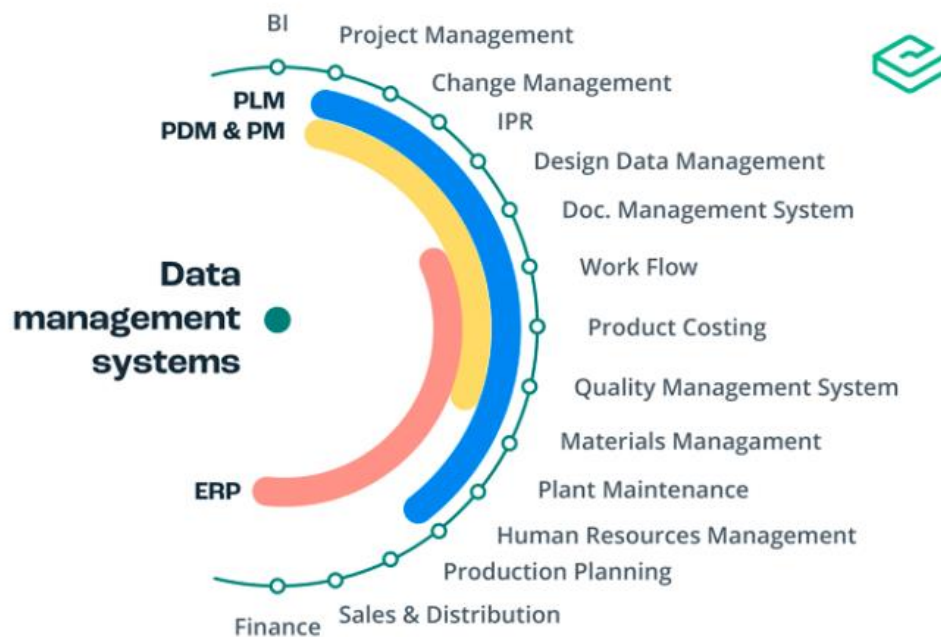 BI
Project Management
Change Management
IPR
Design Data Management
Doc. Management System
Work Flow
Product Costing
Quality Management System
Materials Managament
Plant Maintenance
Human Resources Management
Production Planning
Sales & Distribution
Finance
PLM
PDM & PM
Data
management
systems
ERP